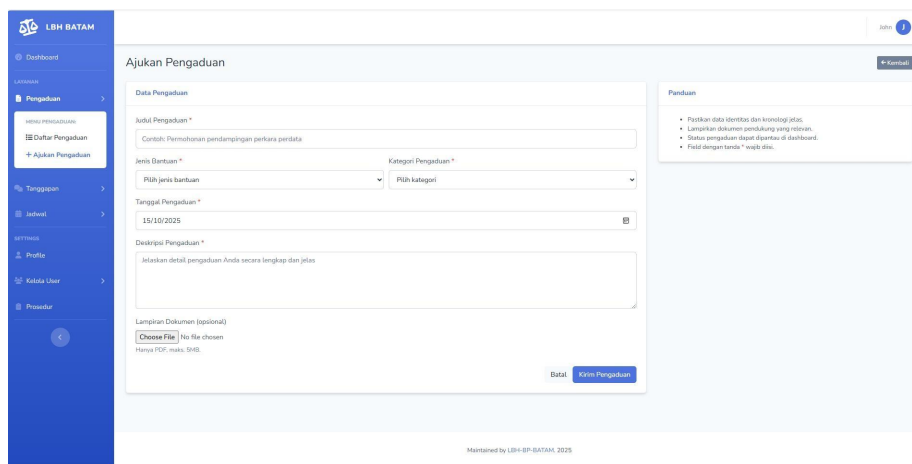 LBH BATAM
John J
Dashboard
LAYANAN
Pengaduan
MENU PENGADUAN:
Daftar Pengaduan
+ Ajukan Pengaduan
Tanggapan
Jadwal
SETTINGS
Profile
Kelola User
Prosedur
Ajukan Pengaduan
Kembali
Data Pengaduan
Judul Pengaduan *
Contoh: Permohonan pendampingan perkara perdata
Jenis Bantuan * Kategori Pengaduan *
Pilih jenis bantuan Pilih kategori
Tanggal Pengaduan *
15/10/2025
Deskripsi Pengaduan *
Jelaskan detail pengaduan Anda secara lengkap dan jelas
Lampiran Dokumen (opsional)
Choose File No file chosen
Hanya PDF, maks. 5MB.
Batal Kirim Pengaduan
Panduan
Pastikan data identitas dan kronologi jelas.
Lampirkan dokumen pendukung yang relevan.
Status pengaduan dapat dipantau di dashboard.
Field dengan tanda * wajib diisi.
Maintained by LBH-BP-BATAM, 2025